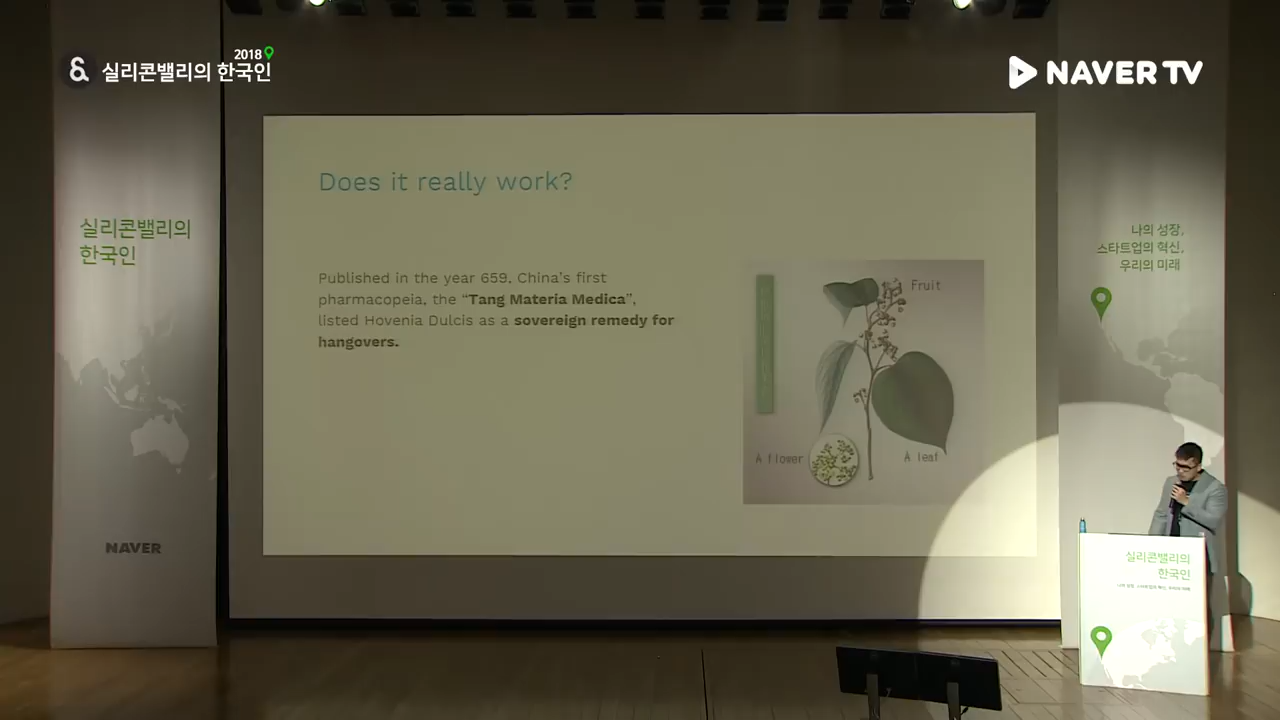 2018
실리콘밸리의 한국인
NAVER TV
실리콘밸리의
한국인
NAVER
Does it really work?
Published in the year 659, China's first
pharmacopeia, the “Tang Materia Medica”,
listed Hovenia Dulcis as a sovereign remedy for
hangovers.
Fruit
A flower
A leaf
나의 성장,
스타트업의 혁신,
우리의 미래
실리콘밸리의
한국인